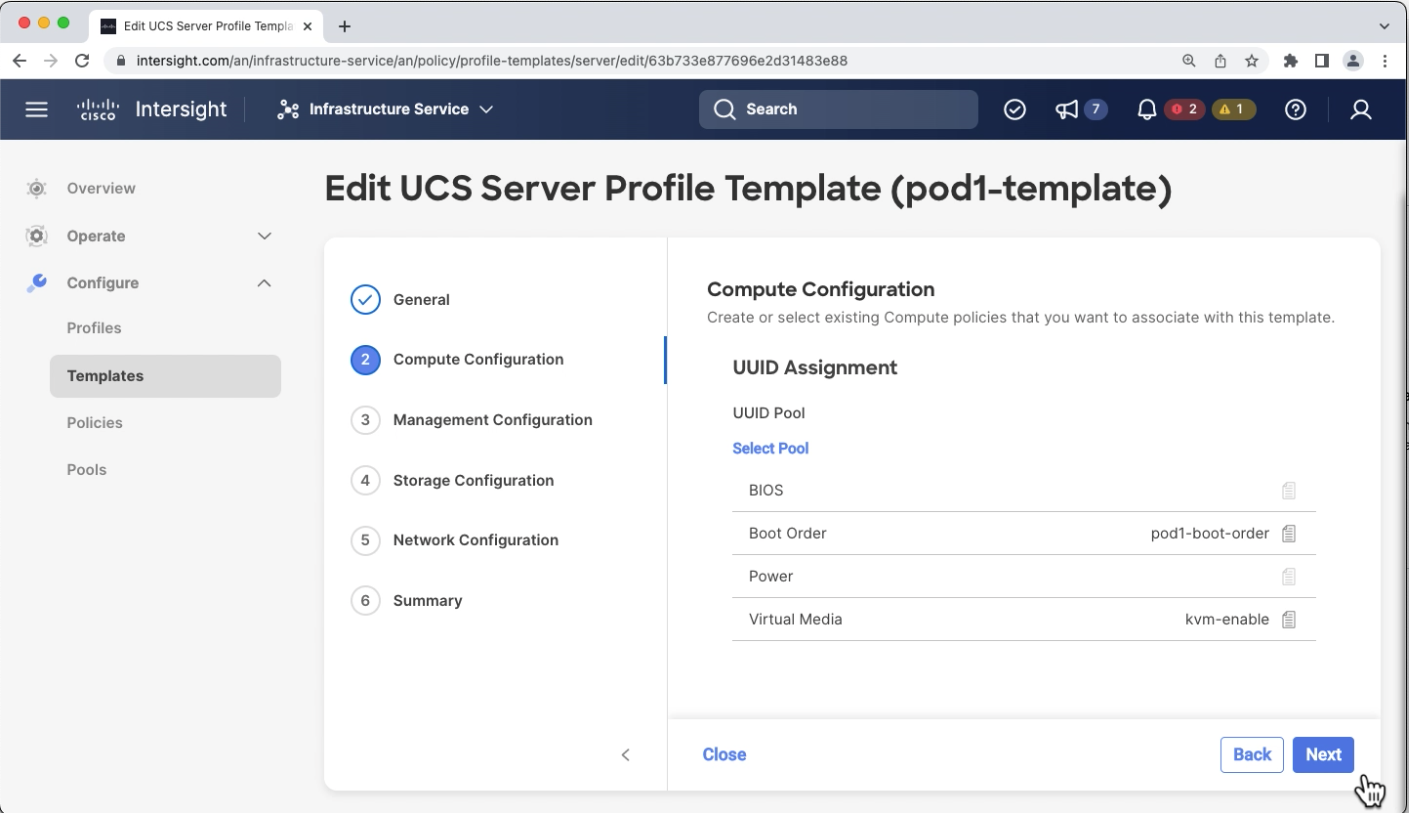 Edit UCS Server Profile Templa
intersight.com/an/infrastructure-service/an/policy/profile-templates/server/edit/63b733e877696e2d31483e88
cisco Intersight Infrastructure Service Search 7 2 1
Overview
Operate
Configure
Profiles
Templates
Policies
Pools
Edit UCS Server Profile Template (pod1-template)
General
2 Compute Configuration
3 Management Configuration
4 Storage Configuration
5 Network Configuration
6 Summary
Compute Configuration
Create or select existing Compute policies that you want to associate with this template.
UUID Assignment
UUID Pool
Select Pool
BIOS
Boot Order pod1-boot-order
Power
Virtual Media kvm-enable
Close Back Next